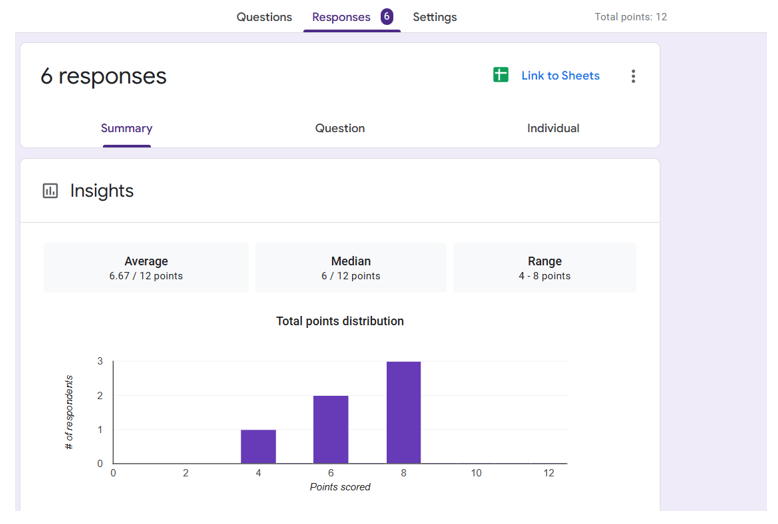 Questions Responses 6 Settings Total points: 12
6 responses Link to Sheets
Summary Question Individual
Insights
Average Median Range
6.67 / 12 points 6 / 12 points 4 - 8 points
Total points distribution
# of respondents
3
2
1
0
0 2 4 6 8 10 12
Points scored